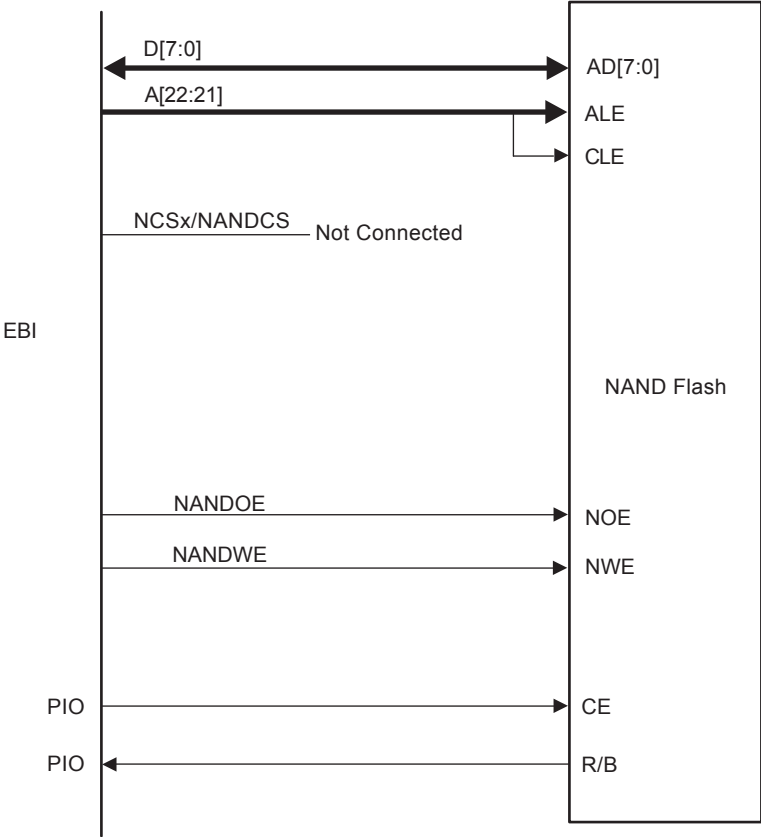 D[7:0]
AD[7:0]
A[22:21]
ALE
CLE
NCSx/NANDCS
Not Connected
EBI
NAND Flash
NANDOE
NOE
NANDWE
NWE
PIO
CE
PIO
R/B